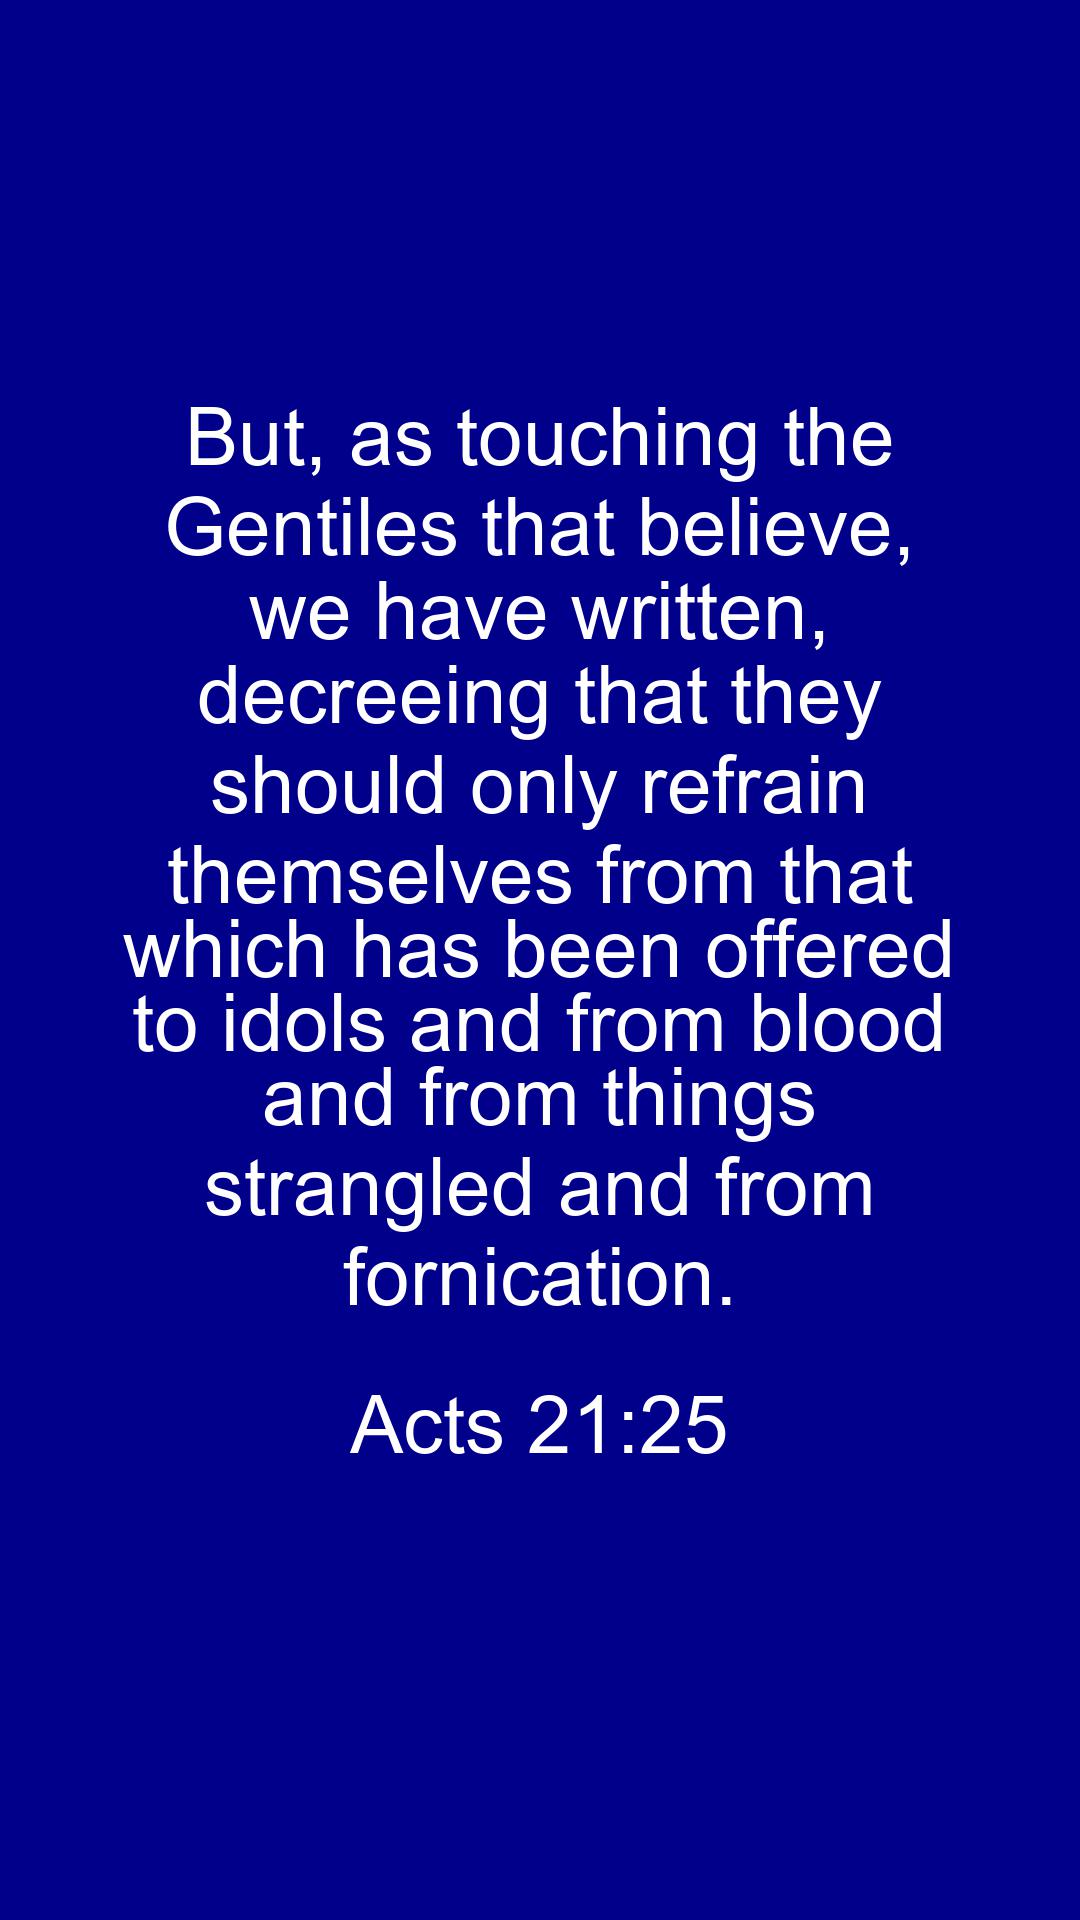 But, as touching the
Gentiles that believe,
we have written,
decreeing that they
should only refrain
themselves from that
which has been offered
to idols and from blood
and from things
strangled and from
fornication.
Acts 21:25